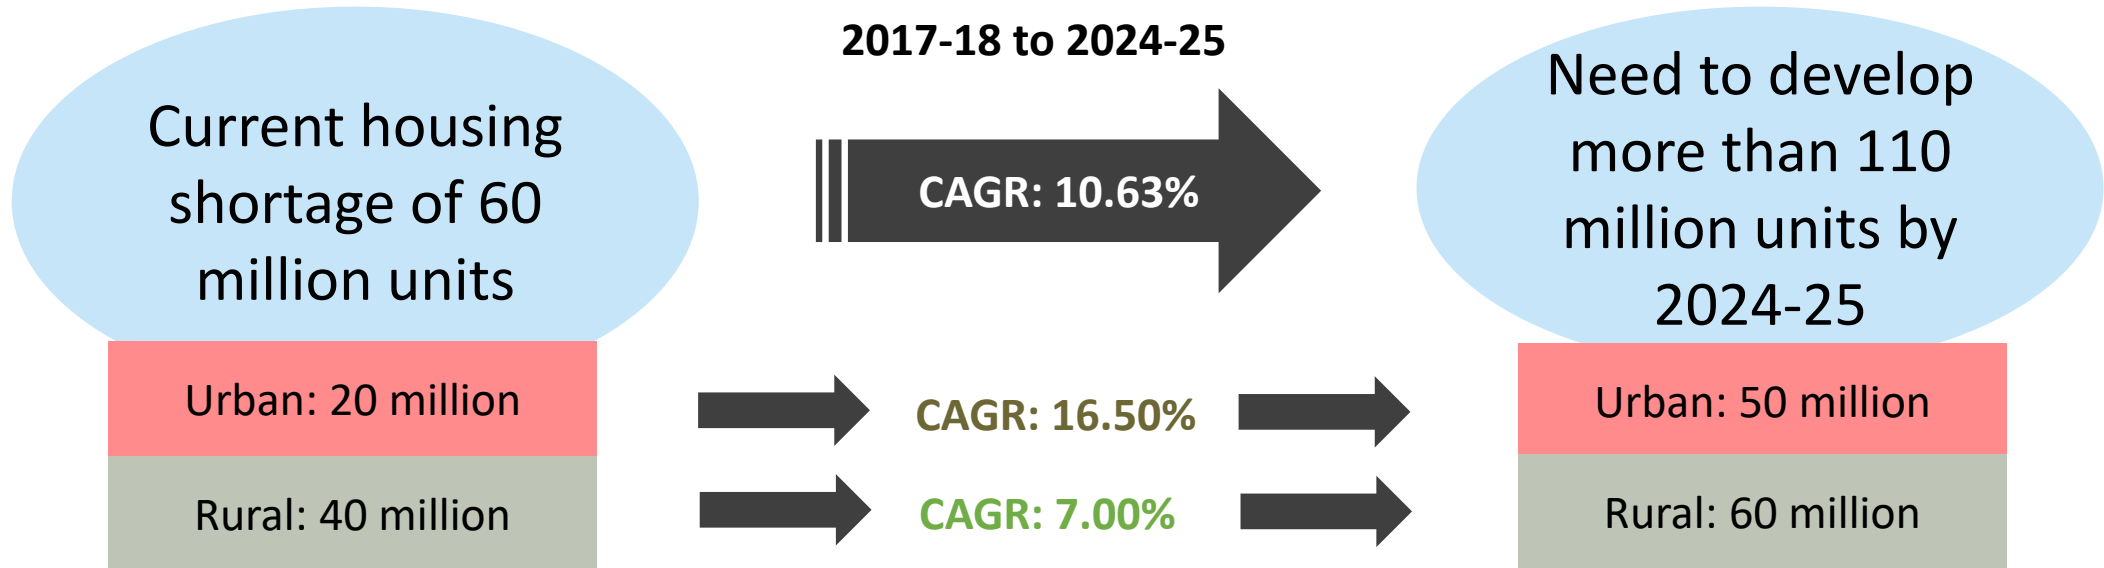 2017-18 to 2024-25
Current housing
shortage of 60
million units
CAGR: 10.63%
Need to develop
more than 110
million units by
2024-25
Urban: 20 million
CAGR: 16.50%
Urban: 50 million
Rural: 40 million
CAGR: 7.00%
Rural: 60 million